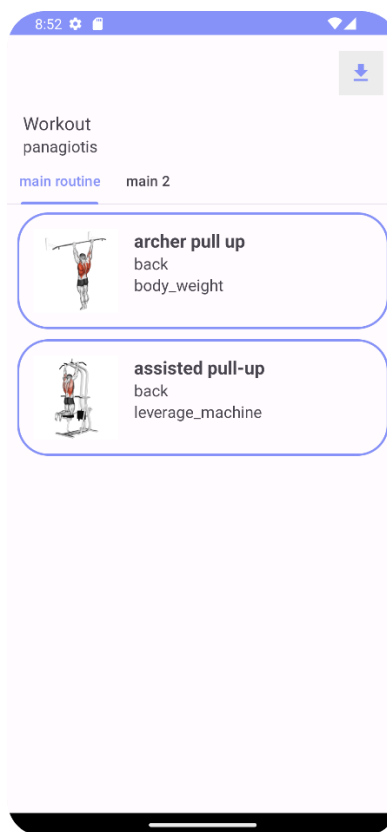 8:52
Workout
panagiotis
main routine main 2
archer pull up
back
body_weight
assisted pull-up
back
leverage_machine